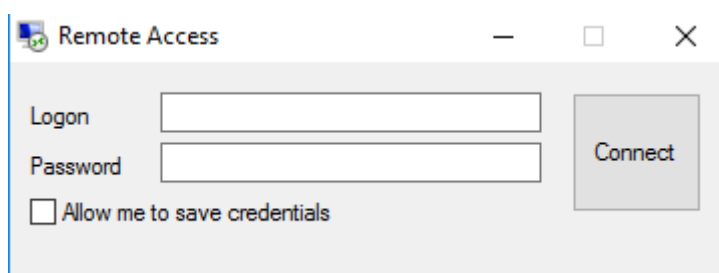 Remote Access
Logon
Password
Connect
Allow me to save credentials